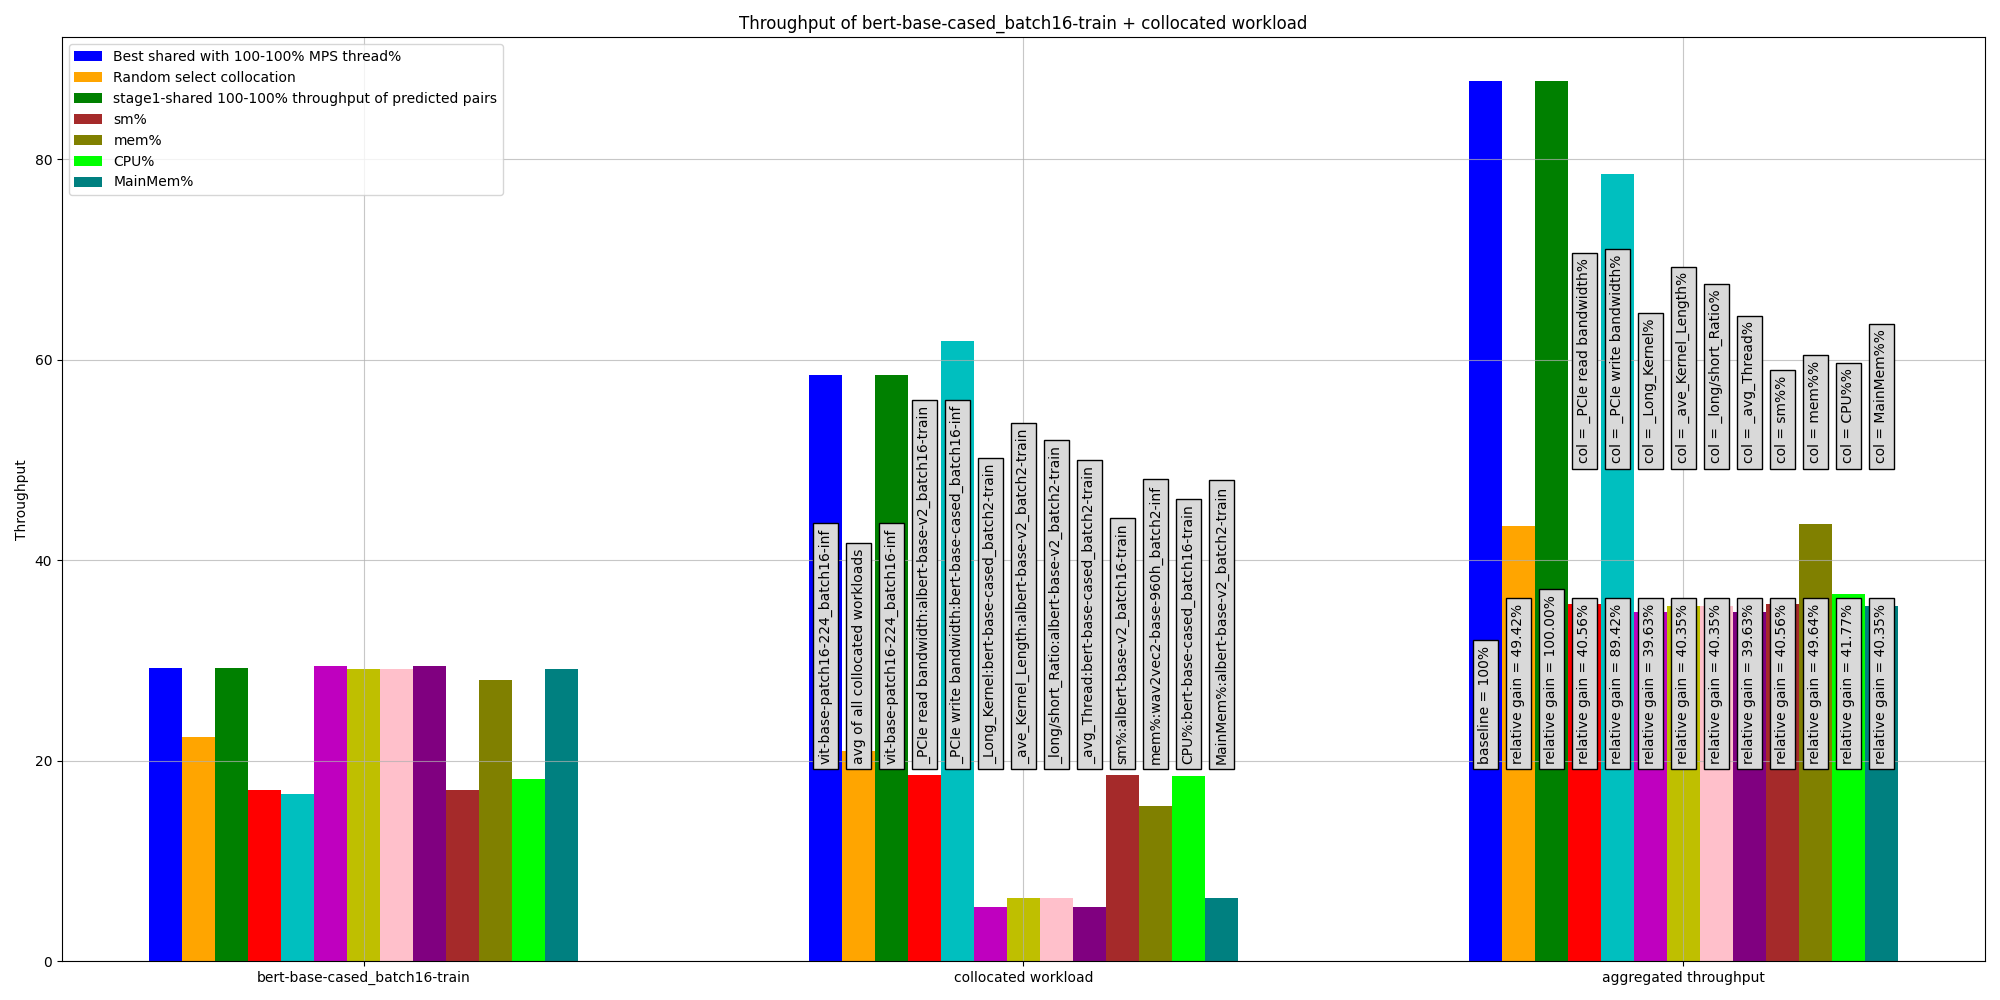 Throughput of bert-base-cased_batch16-train + collocated workload
Best shared with 100-100% MPS thread%
Random select collocation
stage1-shared 100-100% throughput of predicted pairs
sm%
mem%
CPU%
MainMem%
Throughput
80
60
40
20
0
vit-base-patch16-224_batch16-inf
avg of all collocated workloads
vit-base-patch16-224_batch16-inf
_PCIe read bandwidth:albert-base-v2_batch16-train
_PCIe write bandwidth:bert-base-cased_batch16-inf
_Long_Kernel:bert-base-cased_batch2-train
_ave_Kernel_Length:albert-base-v2_batch2-train
_long/short_Ratio:albert-base-v2_batch2-train
_avg_Thread:bert-base-cased_batch2-train
sm%:albert-base-v2_batch16-train
mem%:wav2vec2-base-960h_batch2-inf
CPU%:bert-base-cased_batch16-train
MainMem%:albert-base-v2_batch2-train
col = _PCIe read bandwidth%
col = _PCIe write bandwidth%
col = _Long_Kernel%
col = _ave_Kernel_Length%
col = _long/short_Ratio%
col = _avg_Thread%
col = sm%%
col = mem%%
col = CPU%%
col = MainMem%%
baseline = 100%
relative gain = 49.42%
relative gain = 100.00%
relative gain = 40.56%
relative gain = 89.42%
relative gain = 39.63%
relative gain = 40.35%
relative gain = 40.35%
relative gain = 39.63%
relative gain = 40.56%
relative gain = 49.64%
relative gain = 41.77%
relative gain = 40.35%
bert-base-cased_batch16-train
collocated workload
aggregated throughput